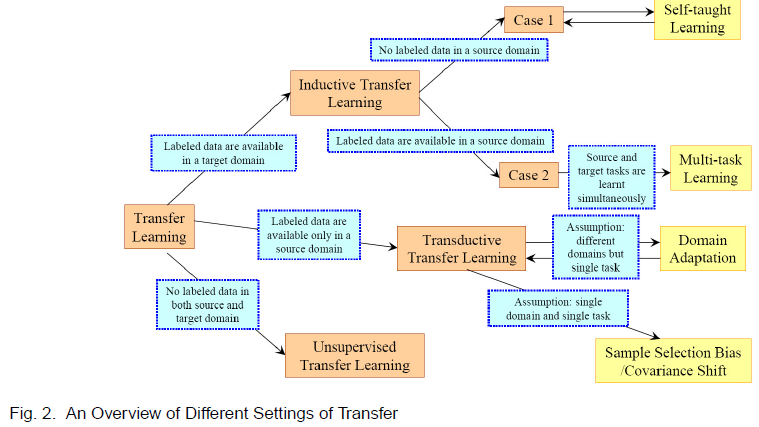 Case 1
Self-taught
Learning
No labeled data in a source domain
Inductive Transfer
Learning
Labeled data are available
in a target domain
Labeled data are available in a source domain
Case 2
Source and
target tasks are
learnt
simultaneously
Multi-task
Learning
Transfer
Learning
Labeled data are
available only in a
source domain
Transductive
Transfer Learning
Assumption:
different
domains but
single task
Domain
Adaptation
No labeled data in
both source and
target domain
Assumption: single
domain and single task
Unsupervised
Transfer Learning
Sample Selection Bias
/Covariance Shift
Fig. 2. An Overview of Different Settings of Transfer